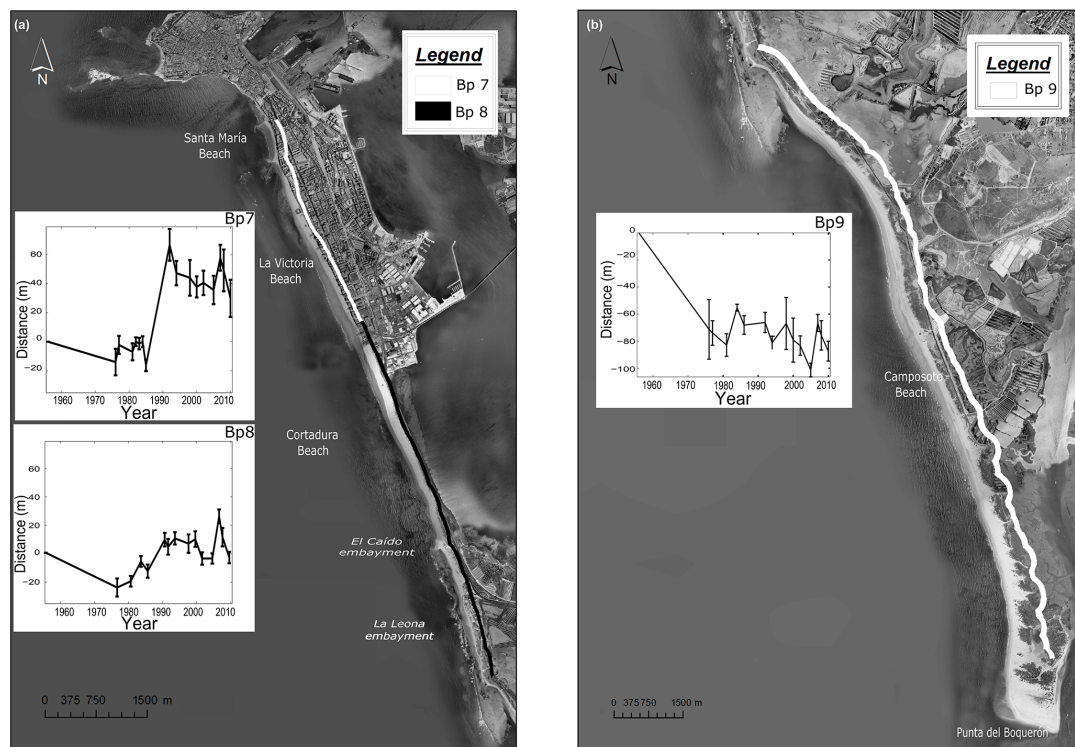 (a)
N
Legend
Bp 7
Bp 8
Santa María
Beach
Bp7
Distance (m)
60
40
20
0
−20
1960
1970
1980
1990
2000
2010
Year
La Victoria
Beach
Bp8
Distance (m)
60
40
20
0
−20
1960
1970
1980
1990
2000
2010
Year
Cortadura
Beach
El Caído
embayment
La Leona
embayment
0 375 750 1500 m
(b)
N
Legend
Bp 9
Bp9
Distance (m)
0
−20
−40
−60
−80
−100
1960
1970
1980
1990
2000
2010
Year
Camposoto
Beach
0 375750 1500 m
Punta del Boquerón